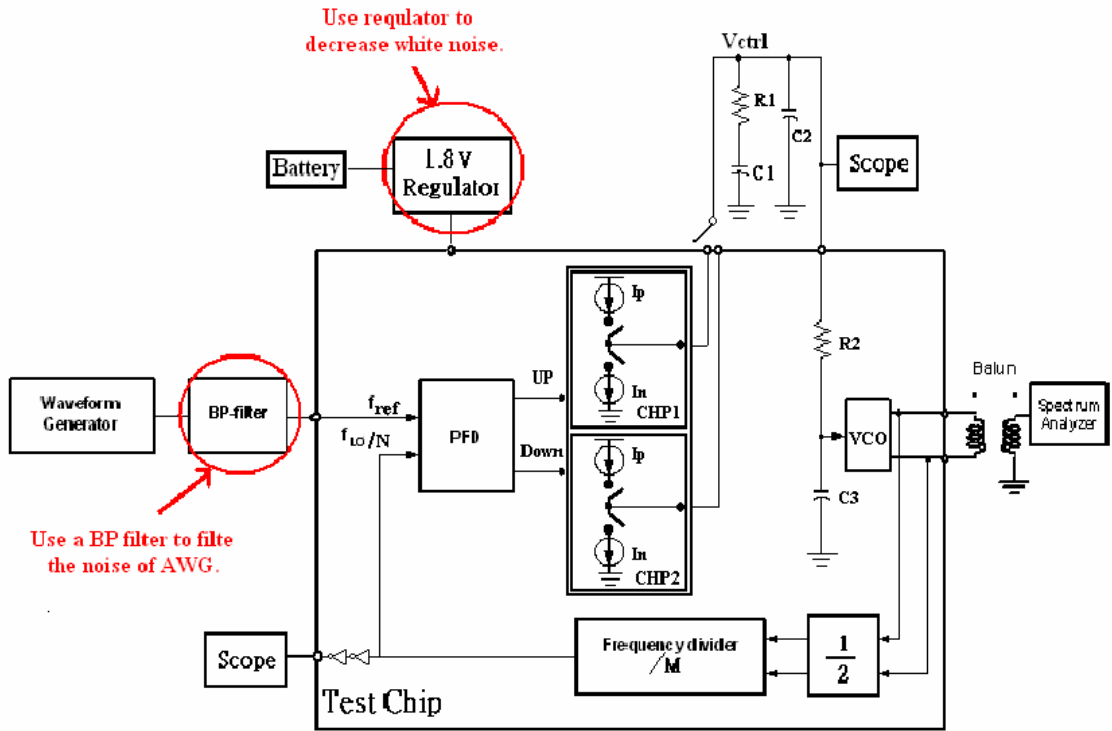 Use requlator to
decrease white noise.
Vctrl
R1
C2
C1
Scope
Battery
1.8 V
Regulator
Ip
In
CHP1
UP
Down
Ip
In
CHP2
Waveform
Generator
BP-filter
fref
fLO/N
PFD
R2
C3
VCO
Balun
Spectrum
Analyzer
Use a BP filter to filte
the noise of AWG.
Scope
Frequency divider
/M
1
2
Test Chip